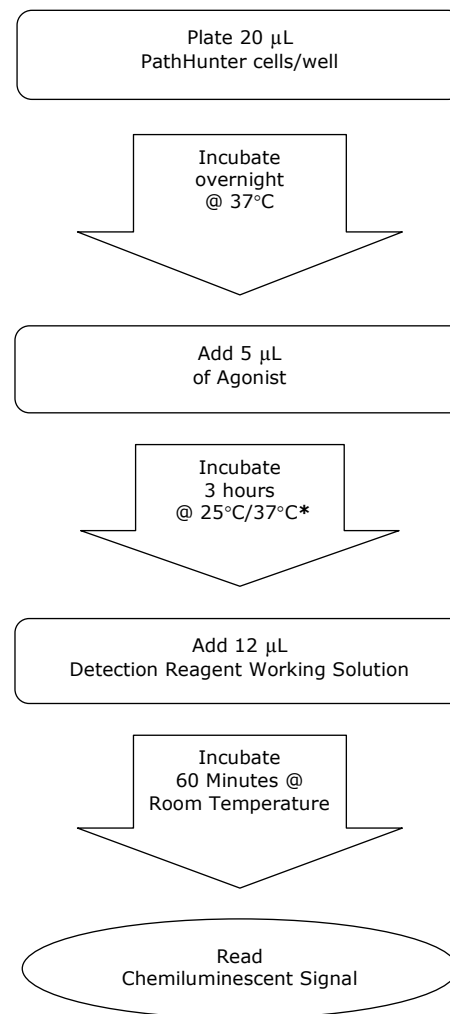 Plate 20 μL
PathHunter cells/well
Incubate
overnight
@ 37°C
Add 5 μL
of Agonist
Incubate
3 hours
@ 25°C/37°C*
Add 12 μL
Detection Reagent Working Solution
Incubate
60 Minutes @
Room Temperature
Read
Chemiluminescent Signal